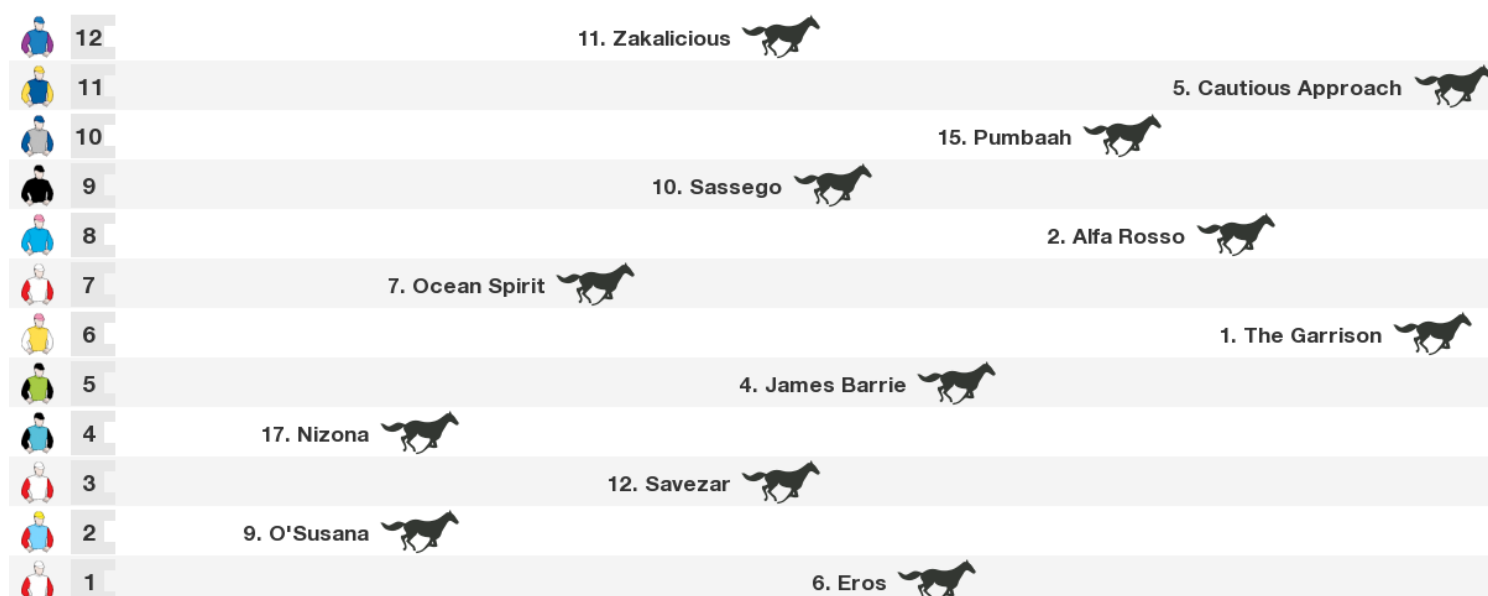 12 11. Zakalicious
11 5. Cautious Approach
10 15. Pumbaah
9 10. Sassego
8 2. Alfa Rosso
7 7. Ocean Spirit
6 1. The Garrison
5 4. James Barrie
4 17. Nizona
3 12. Savezar
2 9. O'Susana
1 6. Eros